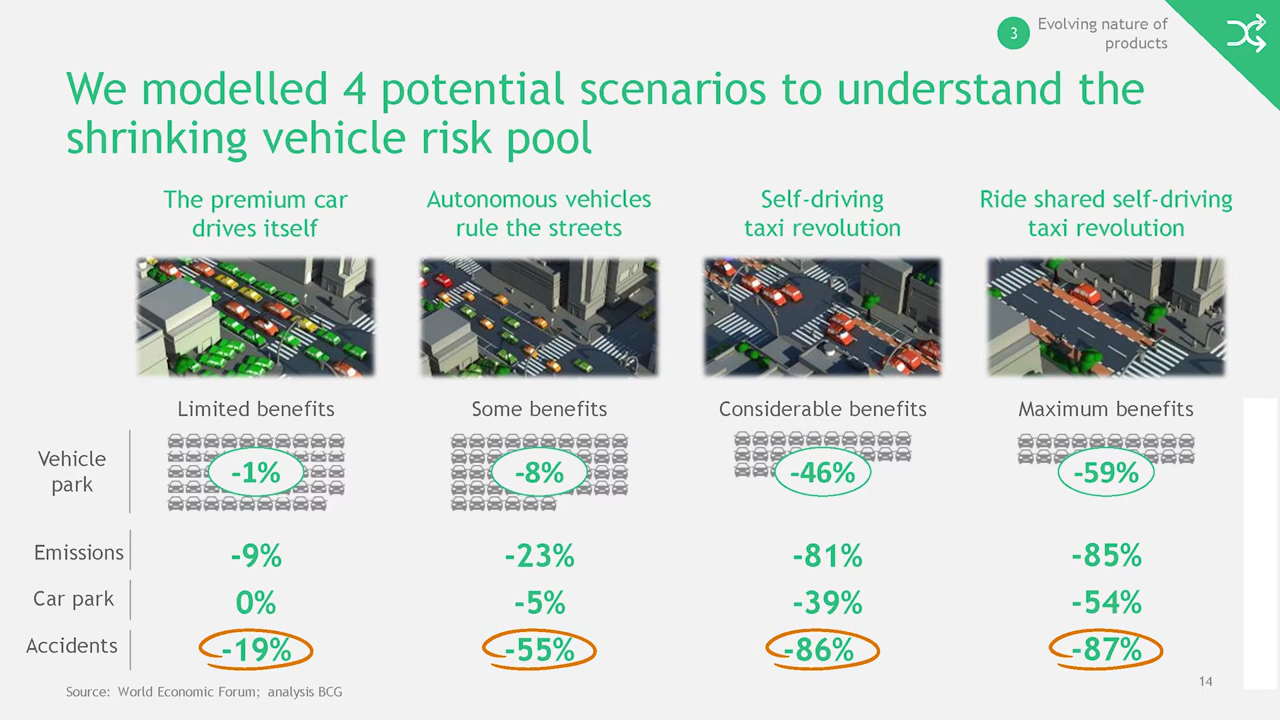 3
Evolving nature of
products
We modelled 4 potential scenarios to understand the
shrinking vehicle risk pool
The premium car
drives itself
Autonomous vehicles
rule the streets
Self-driving
taxi revolution
Ride shared self-driving
taxi revolution
Limited benefits
Some benefits
Considerable benefits
Maximum benefits
Vehicle
park
-1%
-8%
-46%
-59%
Emissions
-9%
-23%
-81%
-85%
Car park
0%
-5%
-39%
-54%
Accidents
-19%
-55%
-86%
-87%
Source: World Economic Forum; analysis BCG
14